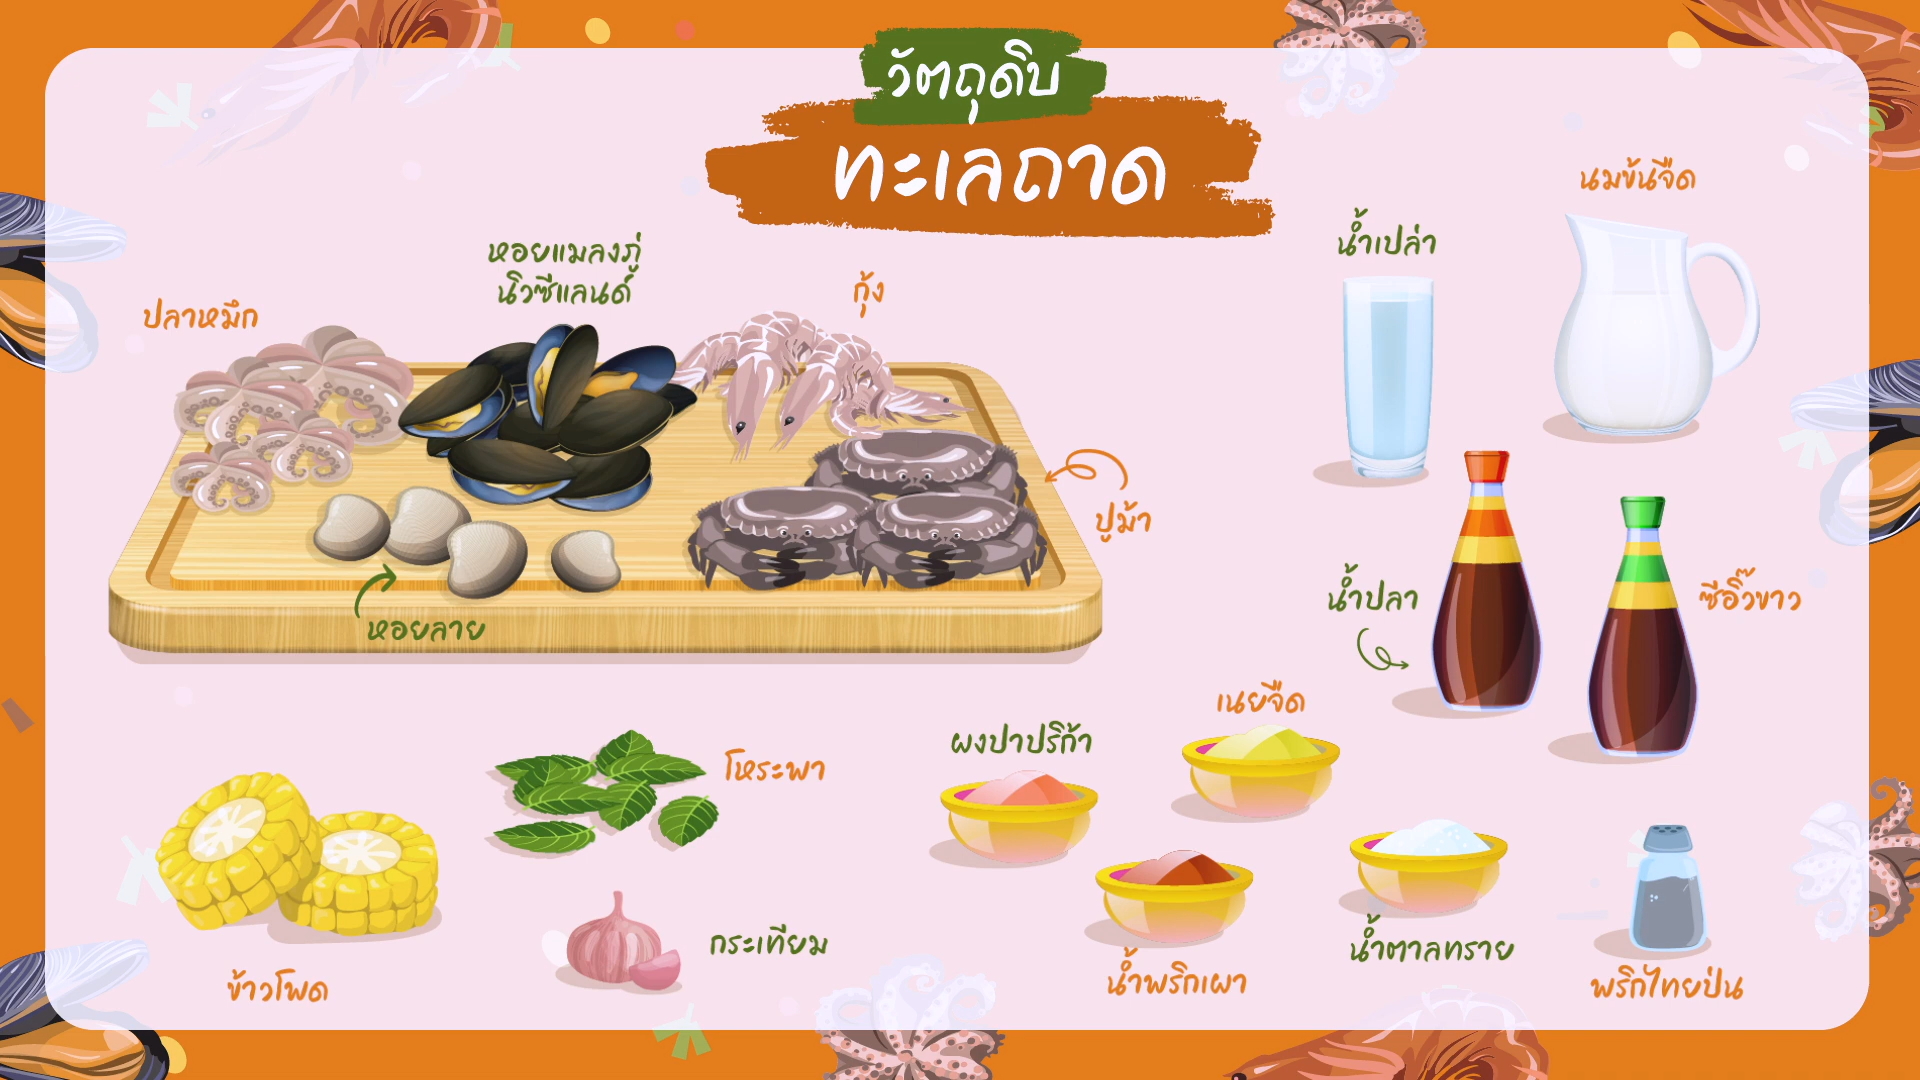 วัตถุดิบ
ทะเลถาด
ปลาหมึก
หอยแมลงภู่
นิวซีแลนด์
กุ้ง
ปูม้า
หอยลาย
น้ำเปล่า
นมข้นจืด
น้ำปลา
ซีอิ๊วขาว
ข้าวโพด
โหระพา
กระเทียม
ผงปาปริก้า
เนยจืด
น้ำพริกเผา
น้ำตาลทราย
พริกไทยป่น